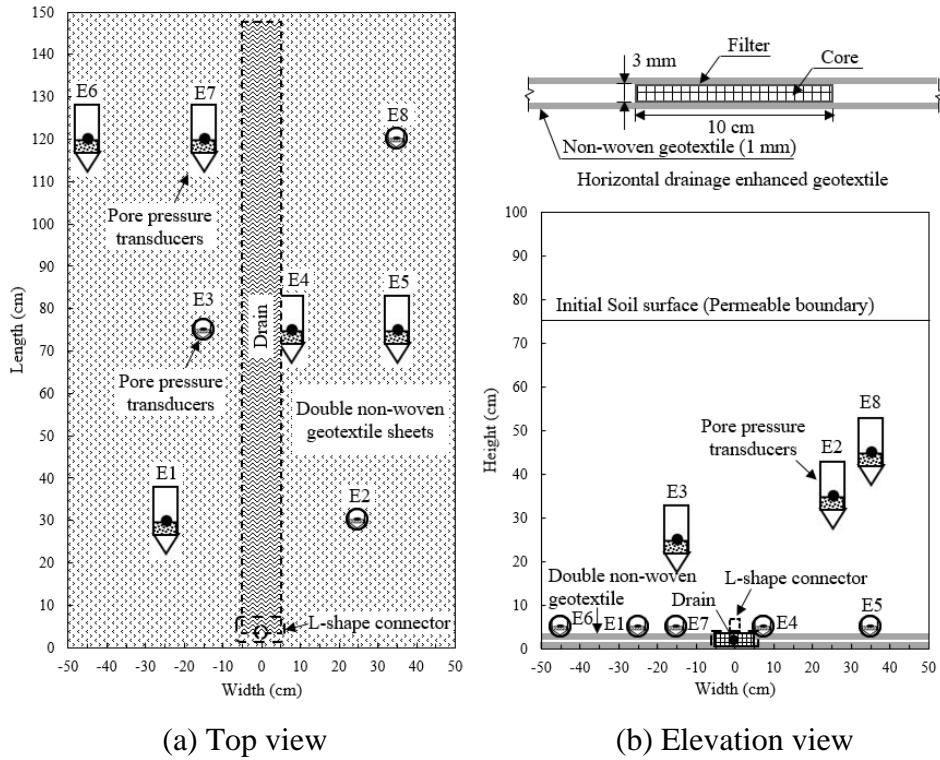 150
140
130
120
110
100
90
80
70
60
50
40
30
20
10
0
Length (cm)
-50 -40 -30 -20 -10 0 10 20 30 40 50
Width (cm)
E6
E7
E8
Pore pressure
transducers
E3
E4
E5
Drain
Pore pressure
transducers
Double non-woven
geotextile sheets
E1
E2
L-shape connector
(a) Top view
3 mm
Filter
Core
10 cm
Non-woven geotextile (1 mm)
Horizontal drainage enhanced geotextile
100
90
80
70
60
50
40
30
20
10
0
Height (cm)
Initial Soil surface (Permeable boundary)
E8
Pore pressure
transducers
E2
E3
Double non-woven
geotextile
L-shape connector
Drain
E6 E1 E7 E4 E5
-50 -40 -30 -20 -10 0 10 20 30 40 50
Width (cm)
(b) Elevation view